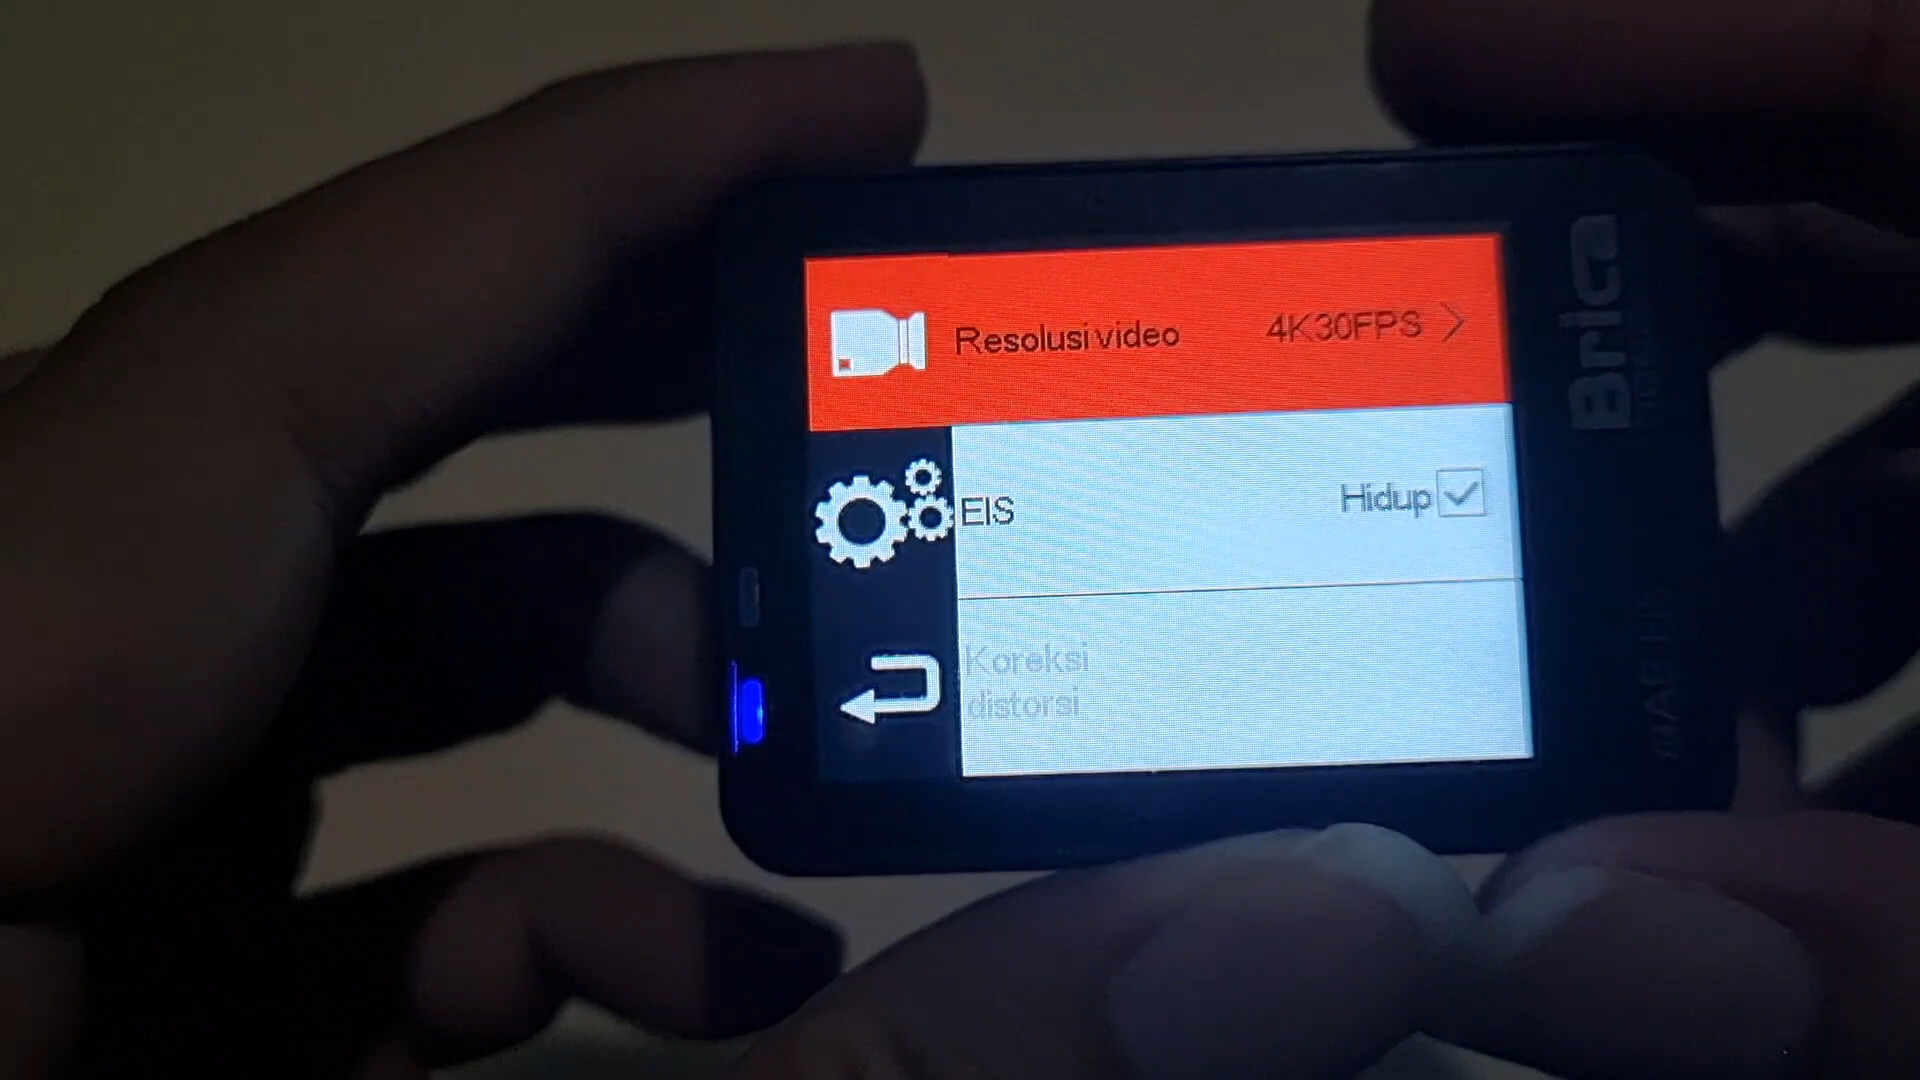 Resolusi video 4K30FPS
EIS Hidup
Koreksi
distorsi
Brica